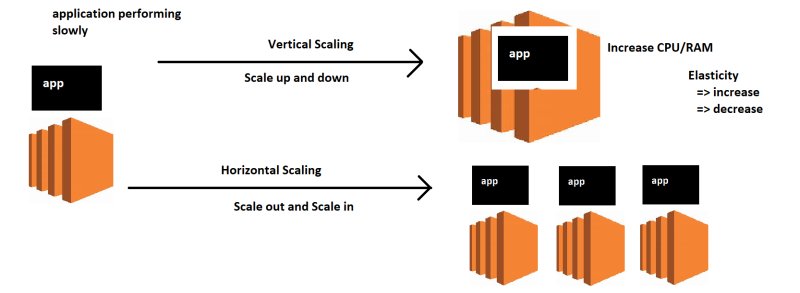 application performing
slowly
app
Vertical Scaling
Scale up and down
app
Increase CPU/RAM
Elasticity
=> increase
=> decrease
Horizontal Scaling
Scale out and Scale in
app
app
app